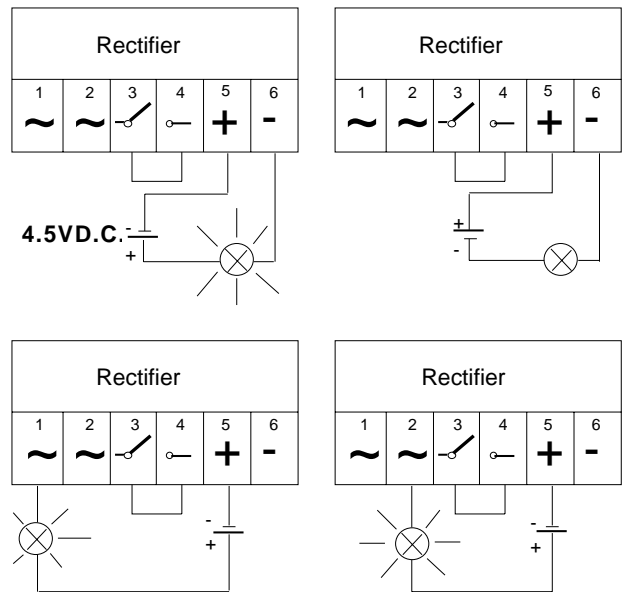 Rectifier
1 2 3 4 5 6
~ ~ + -
4.5VD.C. -
+
Rectifier
1 2 3 4 5 6
~ ~ + -
+
-
Rectifier
1 2 3 4 5 6
~ ~ + -
-
+
Rectifier
1 2 3 4 5 6
~ ~ + -
-
+